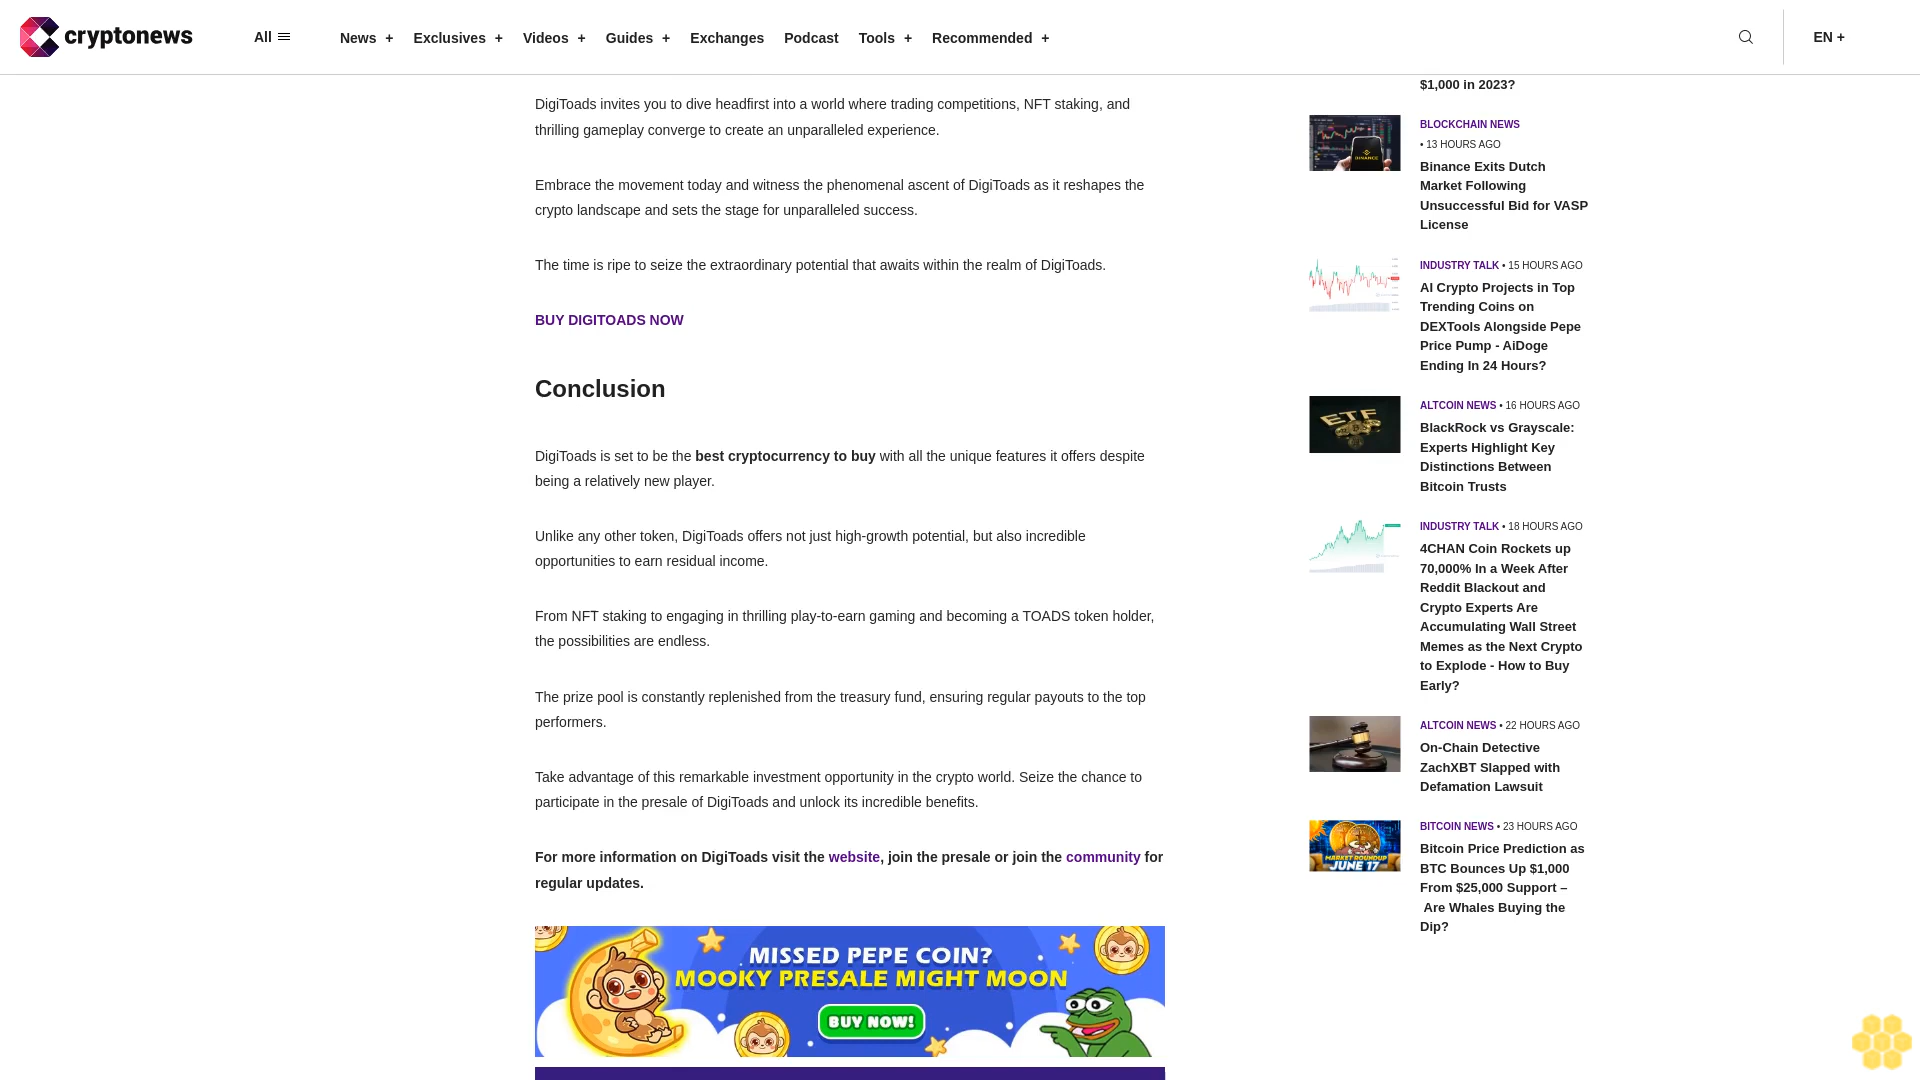 cryptonews
All
News +
Exclusives +
Videos +
Guides +
Exchanges
Podcast
Tools +
Recommended +
EN +
DigiToads invites you to dive headfirst into a world where trading competitions, NFT staking, and
thrilling gameplay converge to create an unparalleled experience.
Embrace the movement today and witness the phenomenal ascent of DigiToads as it reshapes the
crypto landscape and sets the stage for unparalleled success.
The time is ripe to seize the extraordinary potential that awaits within the realm of DigiToads.
BUY DIGITOADS NOW
Conclusion
DigiToads is set to be the best cryptocurrency to buy with all the unique features it offers despite
being a relatively new player.
Unlike any other token, DigiToads offers not just high-growth potential, but also incredible
opportunities to earn residual income.
From NFT staking to engaging in thrilling play-to-earn gaming and becoming a TOADS token holder,
the possibilities are endless.
The prize pool is constantly replenished from the treasury fund, ensuring regular payouts to the top
performers.
Take advantage of this remarkable investment opportunity in the crypto world. Seize the chance to
participate in the presale of DigiToads and unlock its incredible benefits.
For more information on DigiToads visit the website, join the presale or join the community for
regular updates.
MISSED PEPE COIN?
MOOKY PRESALE MIGHT MOON
BUY NOW!
$1,000 in 2023?
BINANCE
BLOCKCHAIN NEWS
• 13 HOURS AGO
Binance Exits Dutch
Market Following
Unsuccessful Bid for VASP
License
INDUSTRY TALK • 15 HOURS AGO
AI Crypto Projects in Top
Trending Coins on
DEXTools Alongside Pepe
Price Pump - AiDoge
Ending In 24 Hours?
ETF
ALTCOIN NEWS • 16 HOURS AGO
BlackRock vs Grayscale:
Experts Highlight Key
Distinctions Between
Bitcoin Trusts
INDUSTRY TALK • 18 HOURS AGO
4CHAN Coin Rockets up
70,000% In a Week After
Reddit Blackout and
Crypto Experts Are
Accumulating Wall Street
Memes as the Next Crypto
to Explode - How to Buy
Early?
ALTCOIN NEWS • 22 HOURS AGO
On-Chain Detective
ZachXBT Slapped with
Defamation Lawsuit
MARKET ROUNDUP
JUNE 17
BITCOIN NEWS • 23 HOURS AGO
Bitcoin Price Prediction as
BTC Bounces Up $1,000
From $25,000 Support –
Are Whales Buying the
Dip?